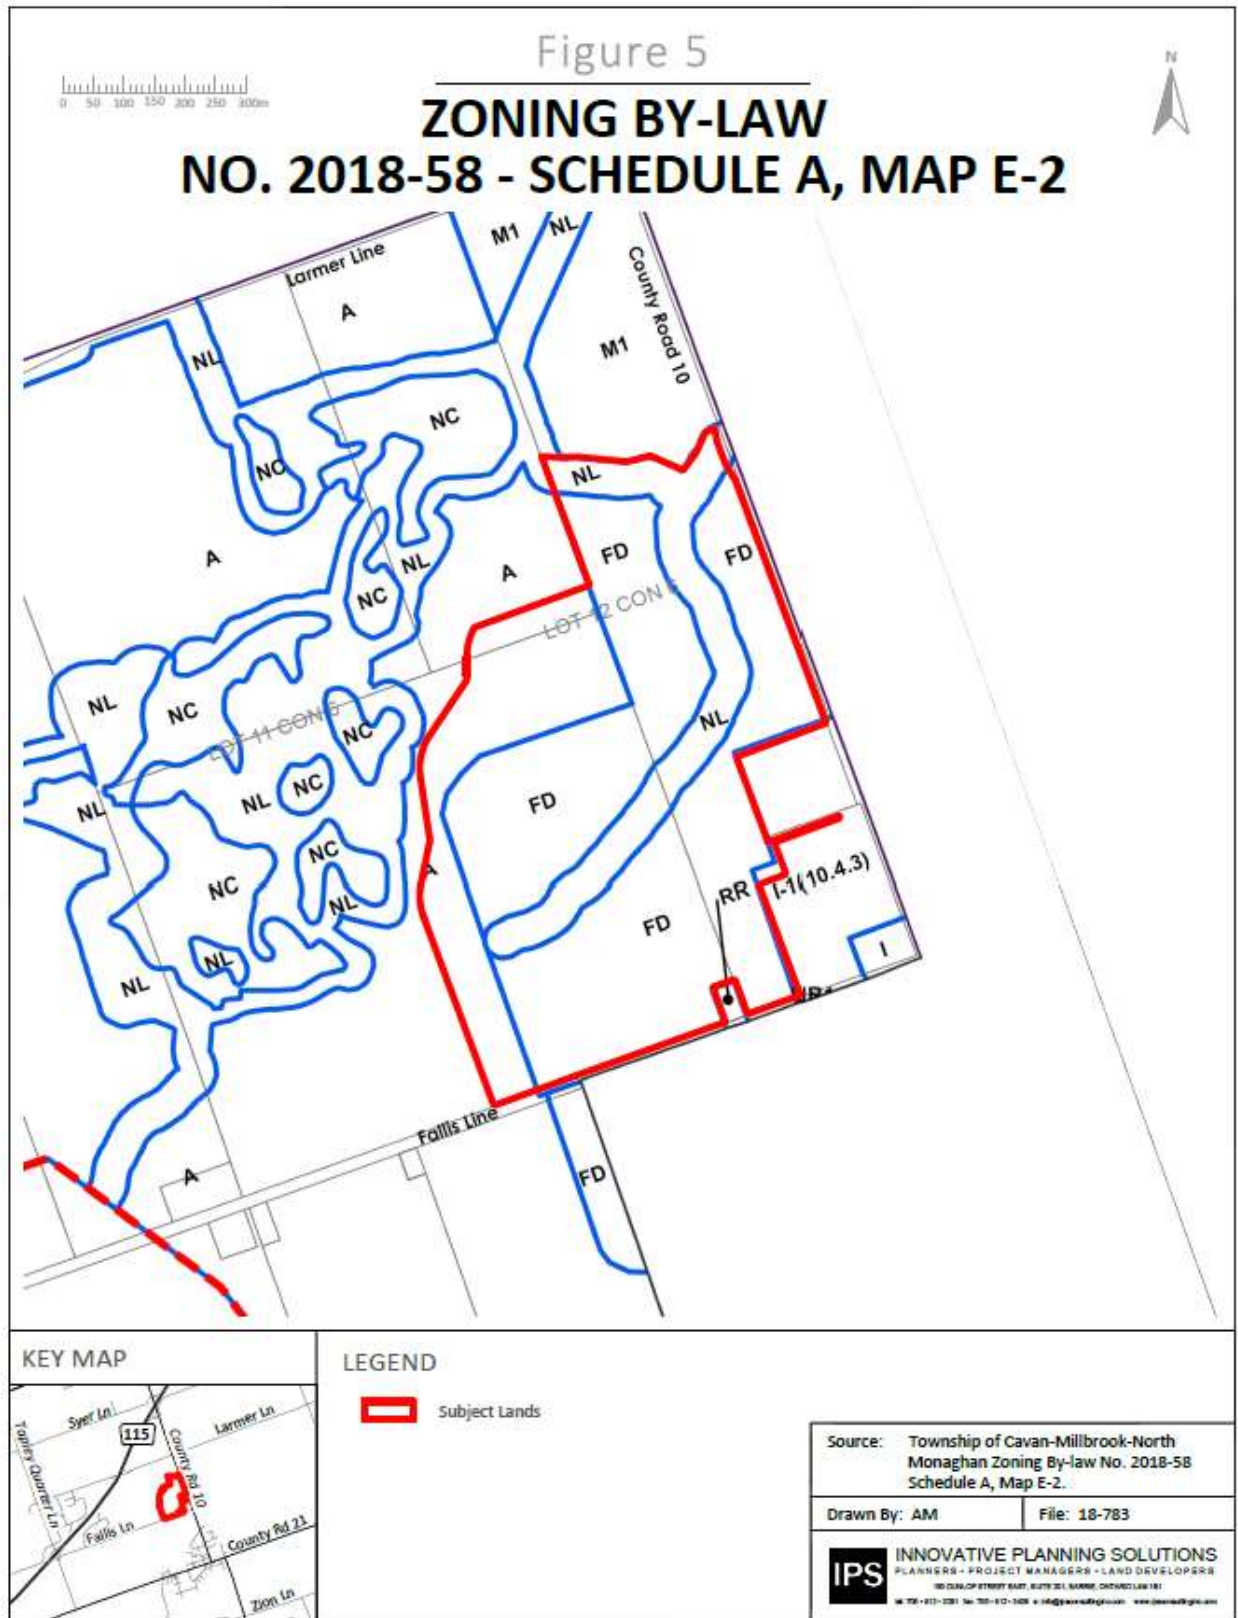 Figure 5
ZONING BY-LAW
NO. 2018-58 - SCHEDULE A, MAP E-2
N
0 50 100 150 200 250 300m
Larmer Line
M1
NL
County Road 10
A
M1
NL
NC
NC
NL
A
A
NL
FD
FD
NC
LOT 12 CON 6
NL
NC
LOT 11 CON 6
NC
NL
NL
NC
NL
FD
NC
A
NC
NL
RR
I-1(10.4.3)
FD
NL
NL
I
Fallis Line
A
FD
KEY MAP
Syer Ln
115
Larmer Ln
Tapley Quarter Ln
County Rd 10
Fallis Ln
County Rd 21
Zion Ln
LEGEND
Subject Lands
Source: Township of Cavan-Millbrook-North
Monaghan Zoning By-law No. 2018-58
Schedule A, Map E-2.
Drawn By: AM
File: 18-783
IPS
INNOVATIVE PLANNING SOLUTIONS
PLANNERS • PROJECT MANAGERS • LAND DEVELOPERS